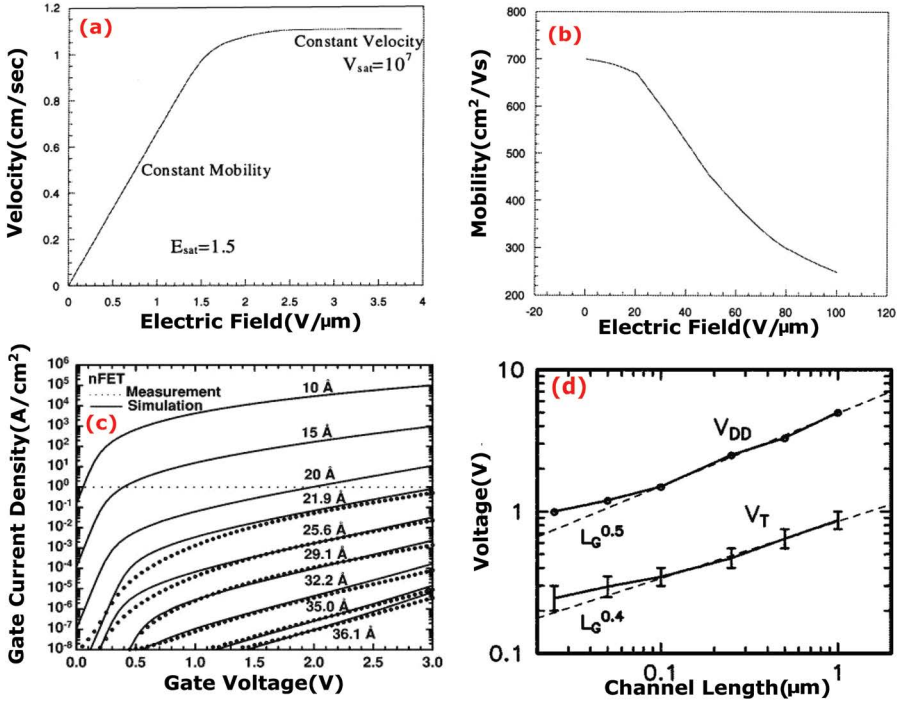 (a)
Constant Velocity
Vsat=10⁷
Constant Mobility
Esat=1.5
Velocity(cm/sec)
1.2
1
0.8
0.6
0.4
0.2
0
0 0.5 1 1.5 2 2.5 3 3.5 4
Electric Field(V/μm)
(b)
Mobility(cm²/Vs)
800
700
600
500
400
300
200
-20 0 20 40 60 80 100 120
Electric Field(V/μm)
(c)
nFET
Measurement
Simulation
Gate Current Density(A/cm²)
10⁶
10⁵
10⁴
10³
10²
10¹
10⁰
10⁻¹
10⁻²
10⁻³
10⁻⁴
10⁻⁵
10⁻⁶
10⁻⁷
10⁻⁸
10 Å
15 Å
20 Å
21.9 Å
25.6 Å
29.1 Å
32.2 Å
35.0 Å
36.1 Å
0.0 0.5 1.0 1.5 2.0 2.5 3.0
Gate Voltage(V)
(d)
Voltage(V)
10
1
0.1
VDD
LG^0.5
VT
LG^0.4
0.1 1
Channel Length(μm)